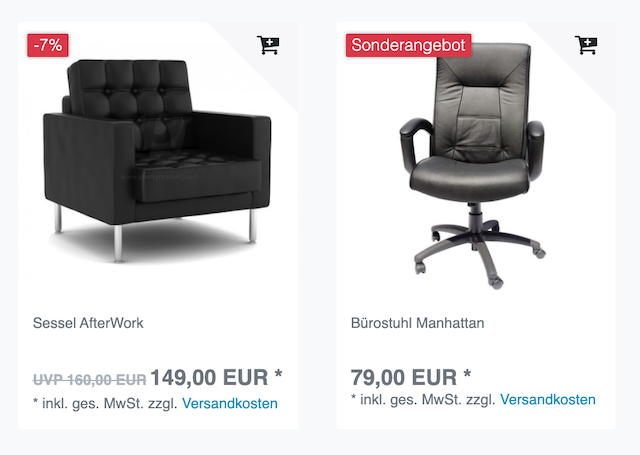 -7%
Sessel AfterWork
UVP 160,00 EUR 149,00 EUR *
* inkl. ges. MwSt. zzgl. Versandkosten
Sonderangebot
Bürostuhl Manhattan
79,00 EUR *
* inkl. ges. MwSt. zzgl. Versandkosten